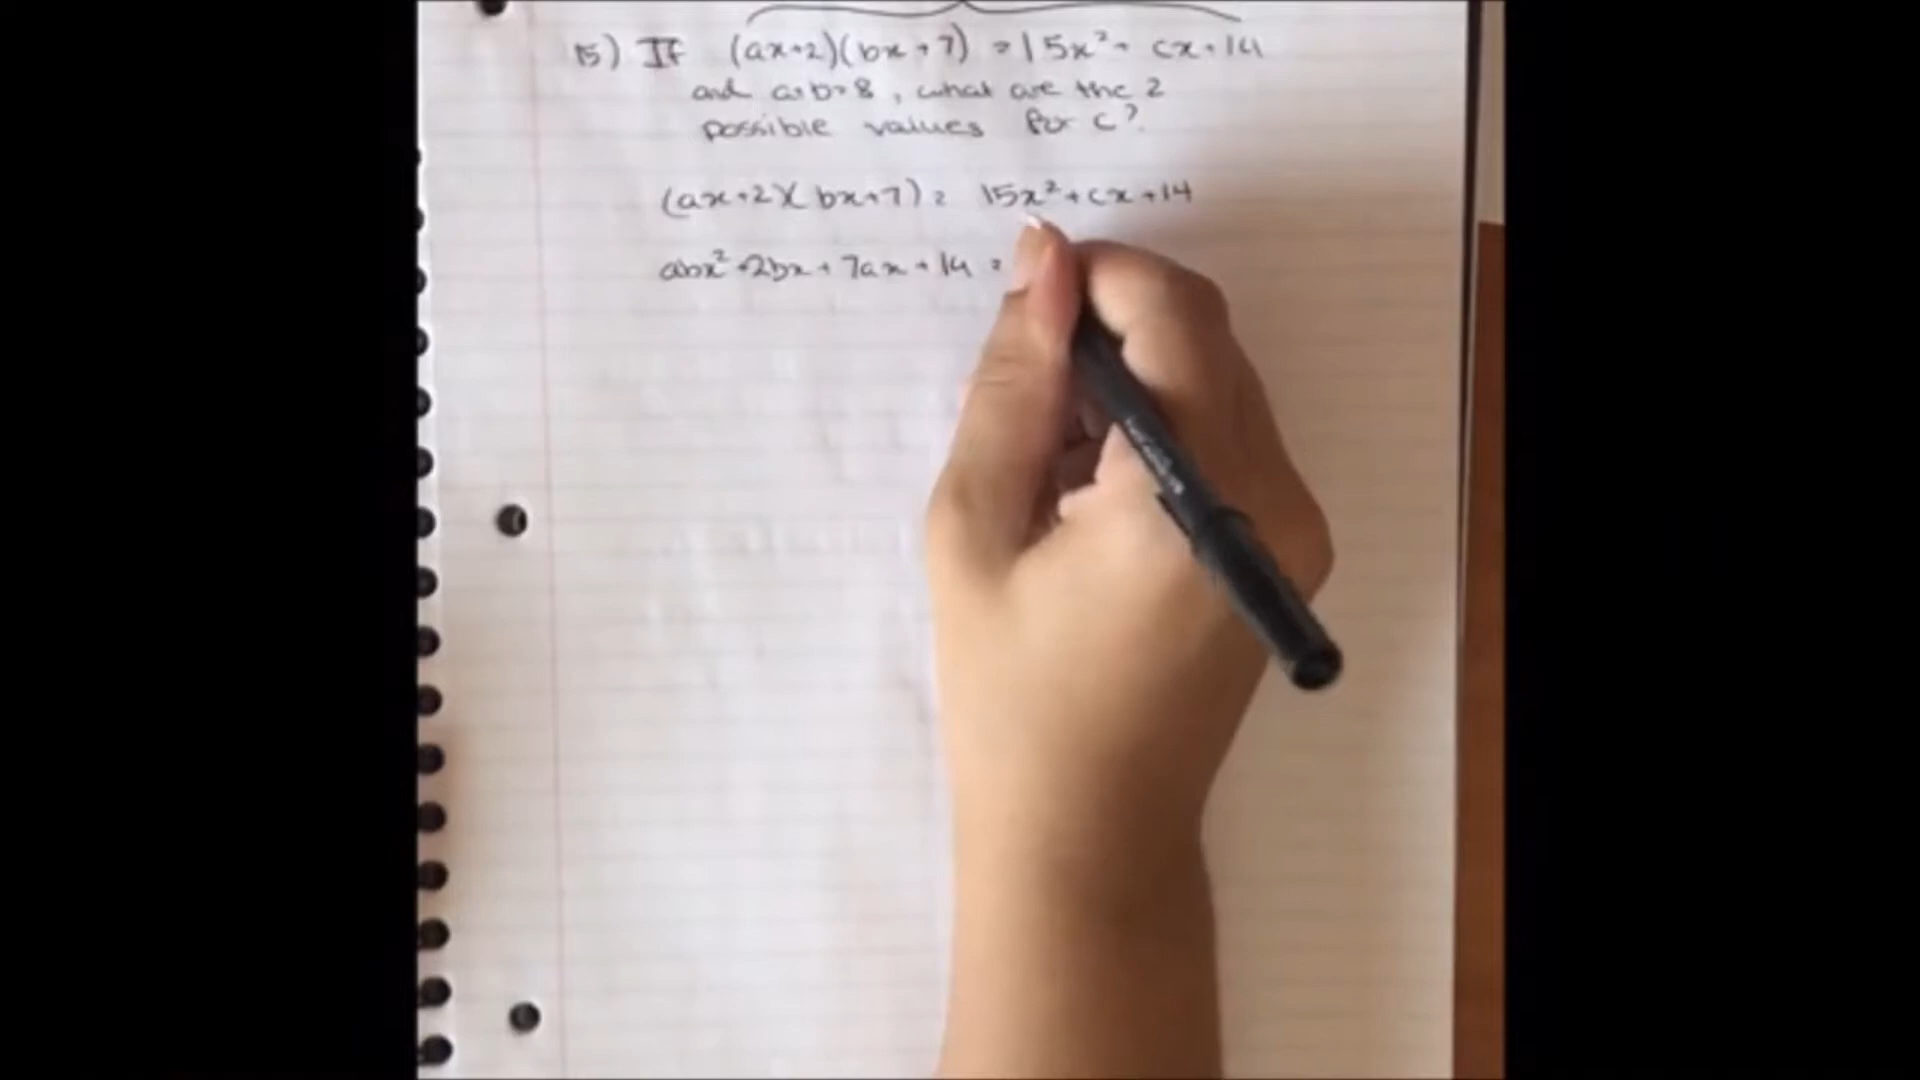 15) If (ax+2)(bx+7) = 15x²+ cx+14
and a+b=8, what are the 2
possible values for c?
(ax+2)(bx+7) = 15x²+cx+14
abx²+2bx+7ax+14 =